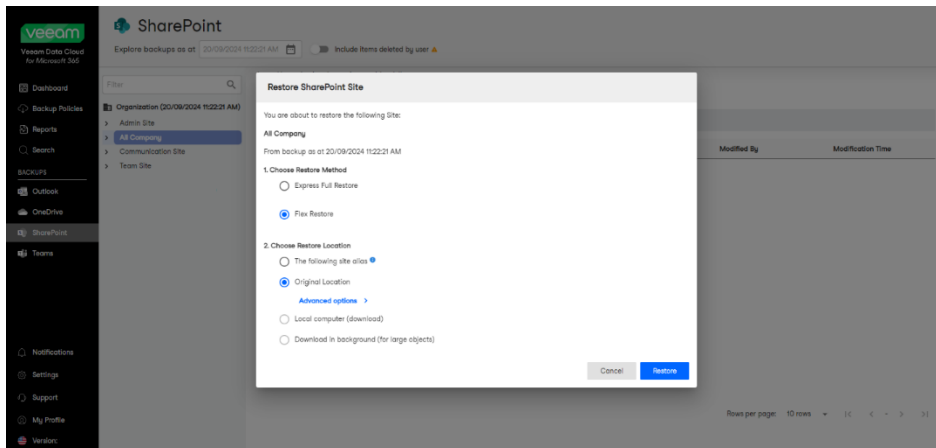 veeam
Veeam Data Cloud
for Microsoft 365
Dashboard
Backup Policies
Reports
Search
BACKUPS
Outlook
OneDrive
SharePoint
Teams
Notifications
Settings
Support
My Profile
Version:
SharePoint
Explore backups as at 20/09/2024 11:22:21 AM
Include items deleted by user
Filter
Organization (20/09/2024 11:22:21 AM)
Admin Site
All Company
Communication Site
Team Site
Restore SharePoint Site
You are about to restore the following Site:
All Company
From backup as at 20/09/2024 11:22:21 AM
1. Choose Restore Method
Express Full Restore
Flex Restore
2. Choose Restore Location
The following site alias
Original Location
Advanced options >
Local computer (download)
Download in background (for large objects)
Cancel Restore
Modified By Modification Time
Rows per page: 10 rows